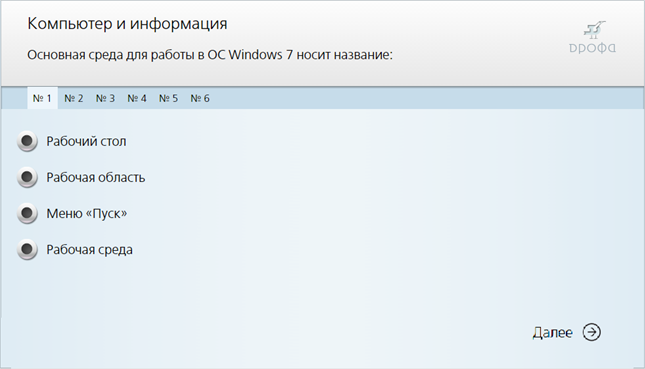 Компьютер и информация
Основная среда для работы в ОС Windows 7 носит название:
дрофа
№ 1 № 2 № 3 № 4 № 5 № 6
Рабочий стол
Рабочая область
Меню «Пуск»
Рабочая среда
Далее